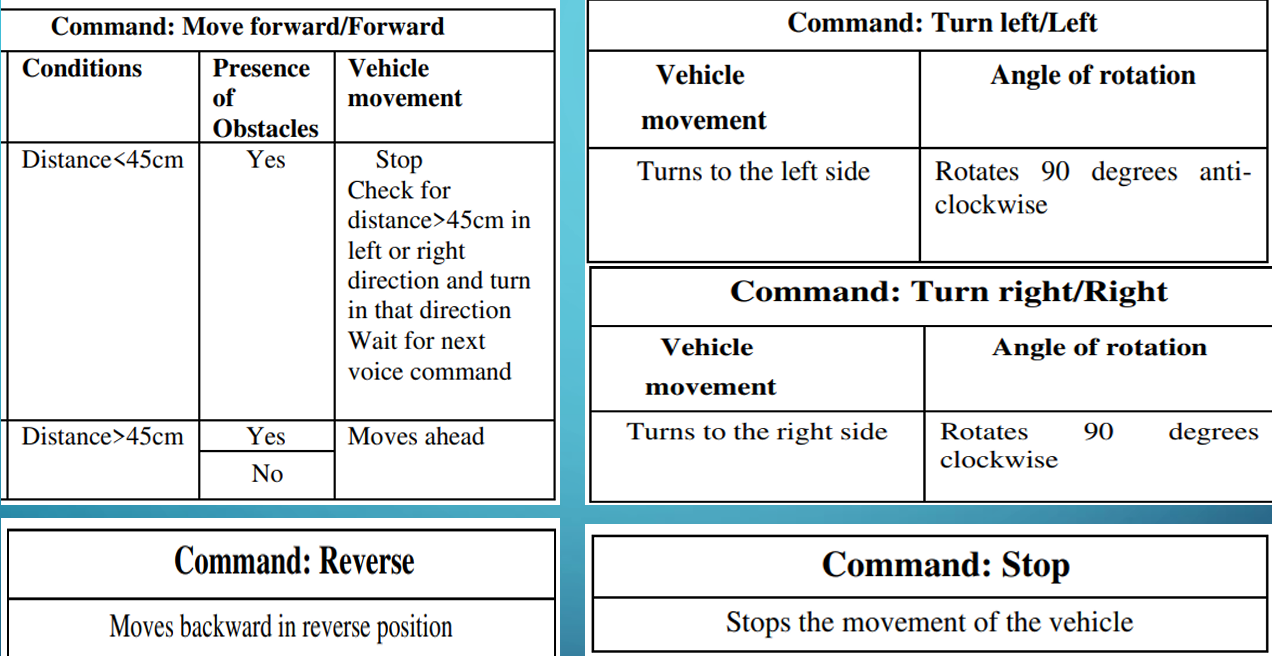 Command: Move forward/Forward
Conditions
Presence
of
Obstacles
Vehicle
movement
Distance<45cm
Yes
Stop
Check for
distance>45cm in
left or right
direction and turn
in that direction
Wait for next
voice command
Distance>45cm
Yes
No
Moves ahead
Command: Turn left/Left
Vehicle
movement
Angle of rotation
Turns to the left side
Rotates 90 degrees anti-
clockwise
Command: Turn right/Right
Vehicle
movement
Angle of rotation
Turns to the right side
Rotates 90 degrees
clockwise
Command: Reverse
Moves backward in reverse position
Command: Stop
Stops the movement of the vehicle